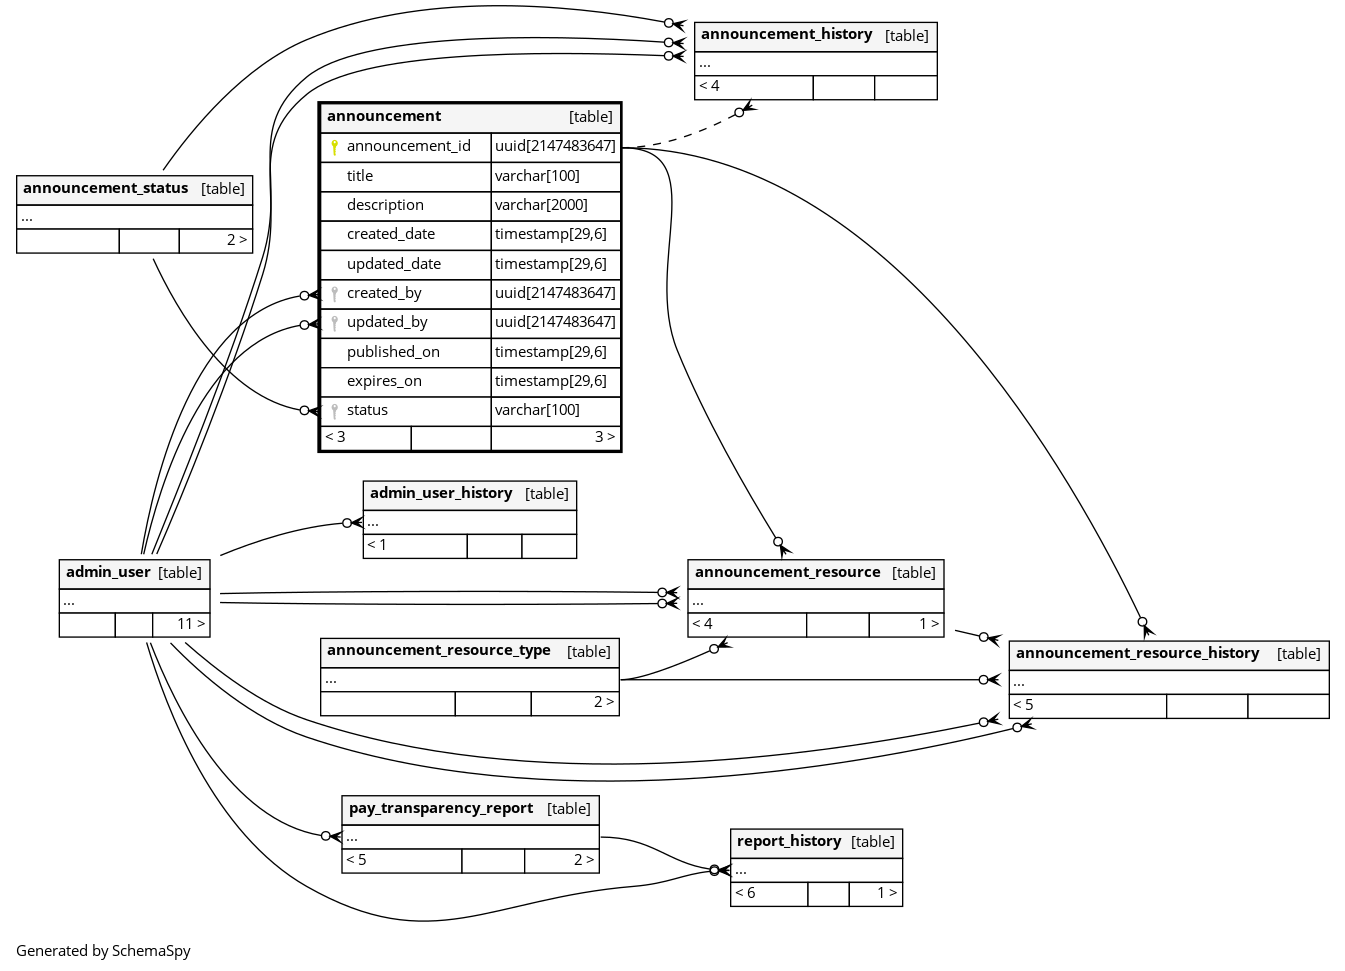 announcement_history [table]
...
< 4
announcement [table]
announcement_id uuid[2147483647]
title varchar[100]
description varchar[2000]
created_date timestamp[29,6]
updated_date timestamp[29,6]
created_by uuid[2147483647]
updated_by uuid[2147483647]
published_on timestamp[29,6]
expires_on timestamp[29,6]
status varchar[100]
< 3 3 >
announcement_status [table]
...
2 >
admin_user_history [table]
...
< 1
admin_user [table]
...
11 >
announcement_resource [table]
...
< 4 1 >
announcement_resource_type [table]
...
2 >
announcement_resource_history [table]
...
< 5
pay_transparency_report [table]
...
< 5 2 >
report_history [table]
...
< 6 1 >
Generated by SchemaSpy